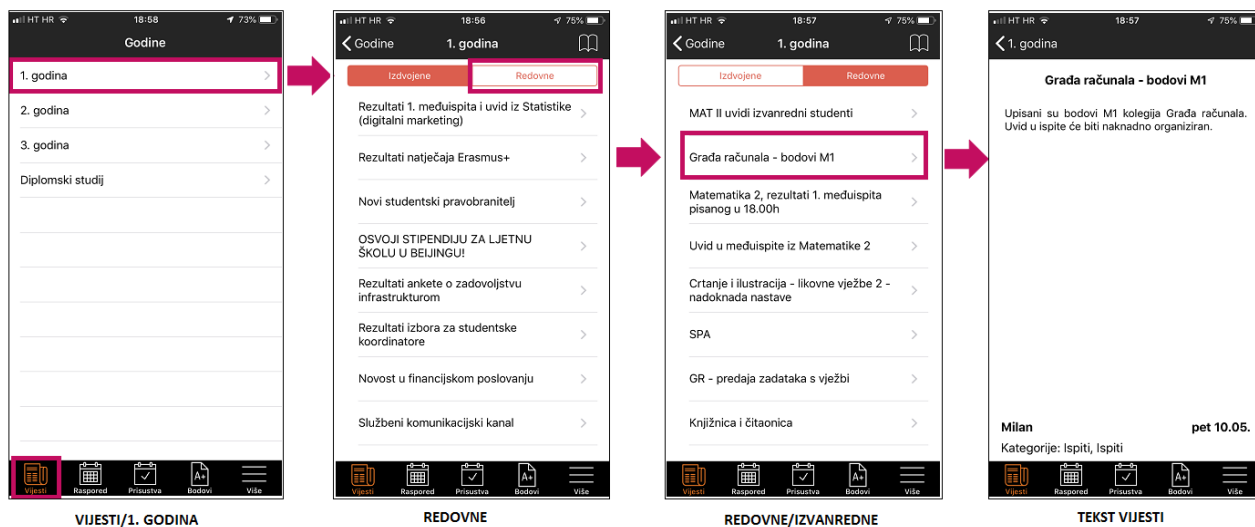 HT HR 18:58 73%
Godine
1. godina
2. godina
3. godina
Diplomski studij
Vijesti Raspored Prisustva Bodovi Više
VIJESTI/1. GODINA
HT HR 18:56 75%
Godine 1. godina
Izdvojene Redovne
Rezultati 1. međuispita i uvid iz Statistike
(digitalni marketing)
Rezultati natječaja Erasmus+
Novi studentski pravobranitelj
OSVOJI STIPENDIJU ZA LJETNU
ŠKOLU U BEIJINGU!
Rezultati ankete o zadovoljstvu
infrastrukturom
Rezultati izbora za studentske
koordinatore
Novost u financijskom poslovanju
Službeni komunikacijski kanal
Vijesti Raspored Prisustva Bodovi Više
REDOVNE
HT HR 18:57 75%
Godine 1. godina
Izdvojene Redovne
MAT II uvidi izvanredni studenti
Građa računala - bodovi M1
Matematika 2, rezultati 1. međuispita
pisanog u 18.00h
Uvid u međuispite iz Matematike 2
Crtanje i ilustracija - likovne vježbe 2 -
nadoknada nastave
SPA
GR - predaja zadataka s vježbi
Knjižnica i čitaonica
Vijesti Raspored Prisustva Bodovi Više
REDOVNE/IZVANREDNE
HT HR 18:57 75%
1. godina
Građa računala - bodovi M1
Upisani su bodovi M1 kolegija Građa računala.
Uvid u ispite će biti naknadno organiziran.
Milan pet 10.05.
Kategorije: Ispiti, Ispiti
Vijesti Raspored Prisustva Bodovi Više
TEKST VIJESTI